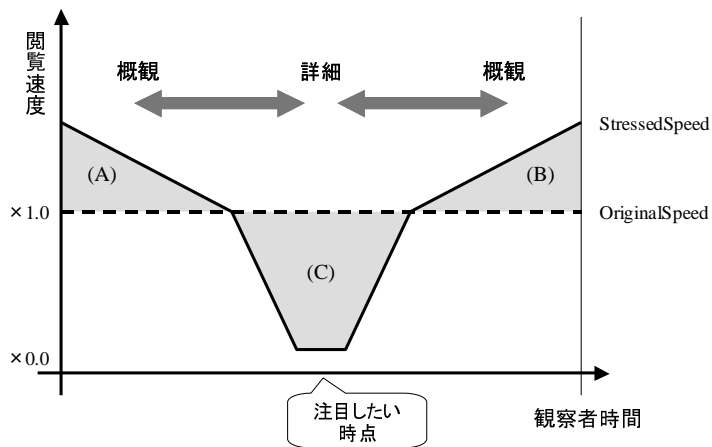 閲覧速度
概観
詳細
概観
StressedSpeed
(A)
(B)
×1.0
OriginalSpeed
(C)
×0.0
注目したい
時点
観察者時間